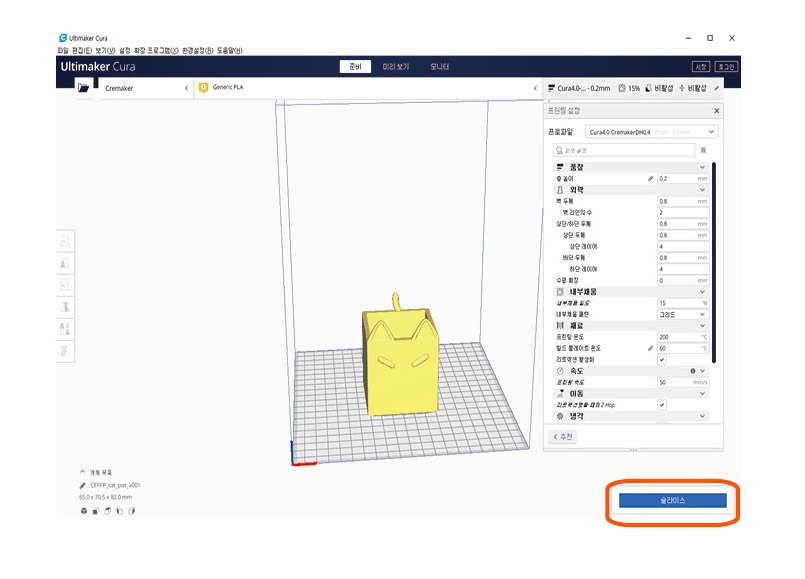 Ultimaker Cura
파일 편집(E) 보기(V) 설정 확장 프로그램(X) 환경설정(R) 도움말(H)
Ultimaker Cura 준비 미리 보기 모니터 시장 로그인
Cremaker Generic PLA Cura4.0-... - 0.2mm 15% 비활성 비활성
프린팅 설정
프로파일 Cura4.0 CremakerDH0.4 Draft - 0.2mm
검색 설정
품질
층 높이 0.2 mm
외곽
벽 두께 0.8 mm
벽 라인의 수 2
상단/하단 두께 0.8 mm
상단 두께 0.8 mm
상단 레이어 4
바닥 두께 0.8 mm
하단 레이어 4
수평 확장 0 mm
내부채움
내부채움 밀도 15 %
내부채움 패턴 그리드
재료
프린팅 온도 200 °C
빌드 플레이트 온도 60 °C
리트랙션 활성화
속도
프린팅 속도 50 mm/s
이동
리트렉션했을 때의 Z Hop
냉각
추천
개체 목록
CFFFP_cat_pot_v001
65.0 x 70.5 x 82.0 mm
슬라이스